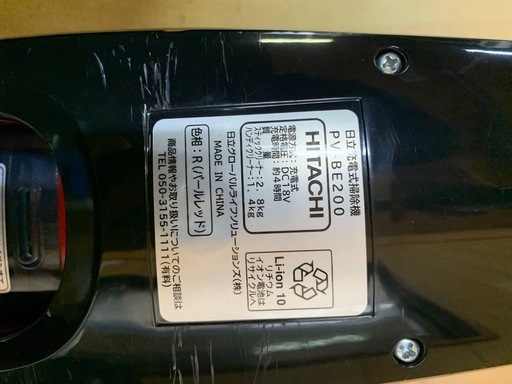 日立充電式掃除機
PV-BE200
HITACHI
電源方式:充電式
定格電圧:DC18V
充電時間:約4時間
質量
スティッククリーナー:2.8kg
ハンディクリーナー:1.4kg
日立グローバルライフソリューションズ(株)
MADE IN CHINA
Li-ion 10
リチウム
イオン電池は
リサイクルへ
色相:R(パールレッド)
商品情報やお取り扱いについてのご相談は
TEL 050-3155-1111(有料)